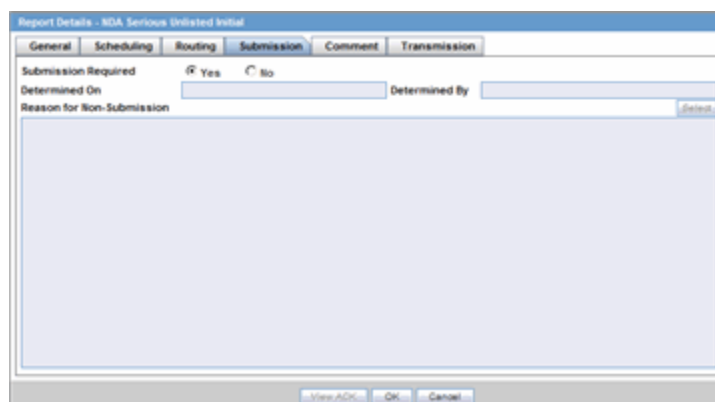 Report Details - NDA Serious Unlisted Initial
General Scheduling Routing Submission Comment Transmission
Submission Required Yes No
Determined On Determined By
Reason for Non-Submission Select
View ACK OK Cancel